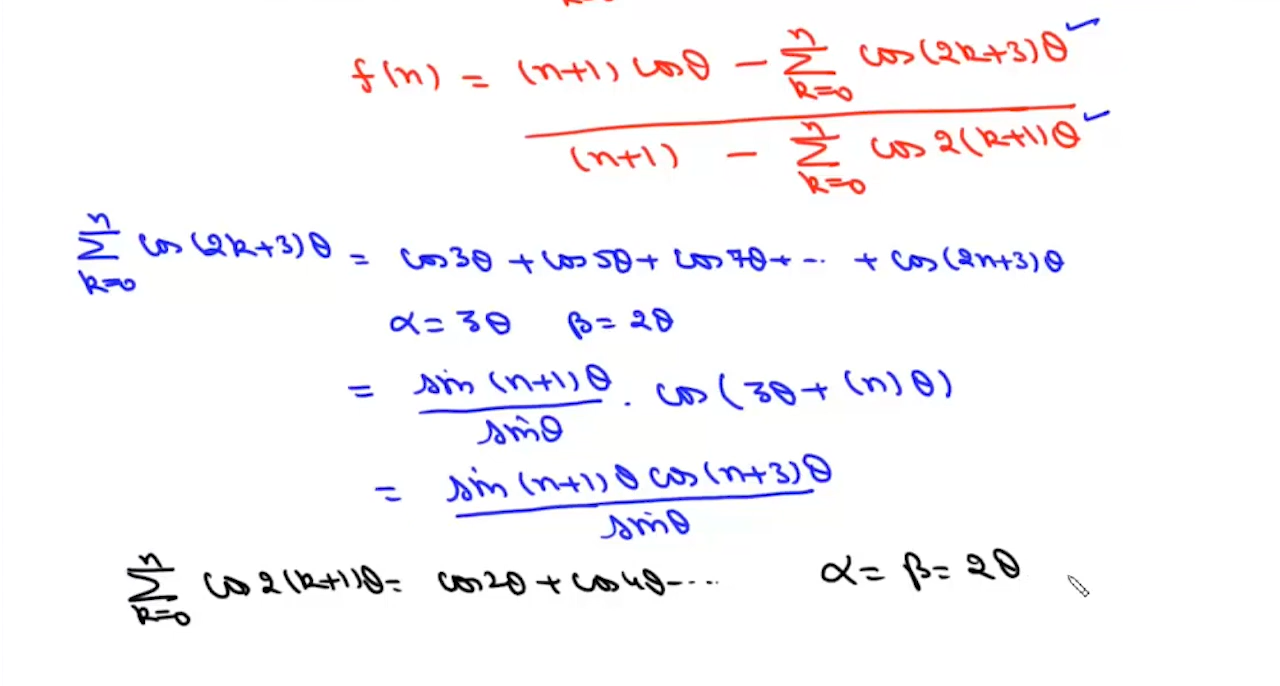 f(n) = (n+1) cosθ − Σ_{k=0}^{n} cos(2k+3)θ ✓
(n+1) − Σ_{k=0}^{n} cos 2(k+1)θ ✓
Σ_{k=0}^{n} cos(2k+3)θ = cos3θ + cos5θ + cos7θ + ·· + cos(2n+3)θ
α = 3θ β = 2θ
= sin(n+1)θ / sinθ . cos(3θ + (n)θ)
= sin(n+1)θ cos(n+3)θ / sinθ
Σ_{k=0}^{n} cos 2(k+1)θ = cos2θ + cos4θ − ···· α = β = 2θ